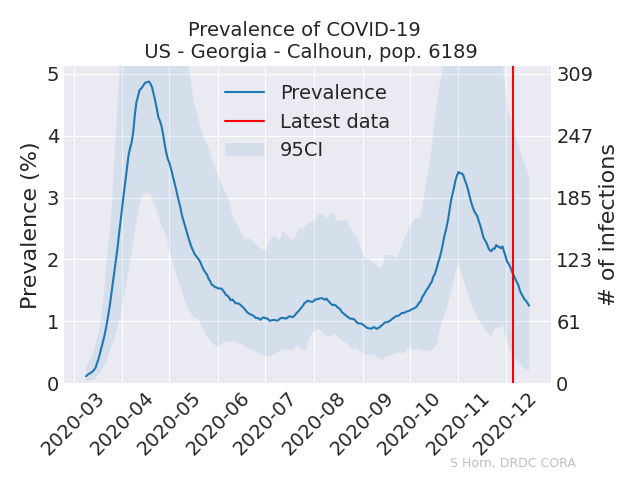 Prevalence of COVID-19
US - Georgia - Calhoun, pop. 6189
Prevalence (%)
5
4
3
2
1
0
Prevalence
Latest data
95CI
309
247
185
123
61
0
# of infections
2020-03
2020-04
2020-05
2020-06
2020-07
2020-08
2020-09
2020-10
2020-11
2020-12
S Horn, DRDC CORA